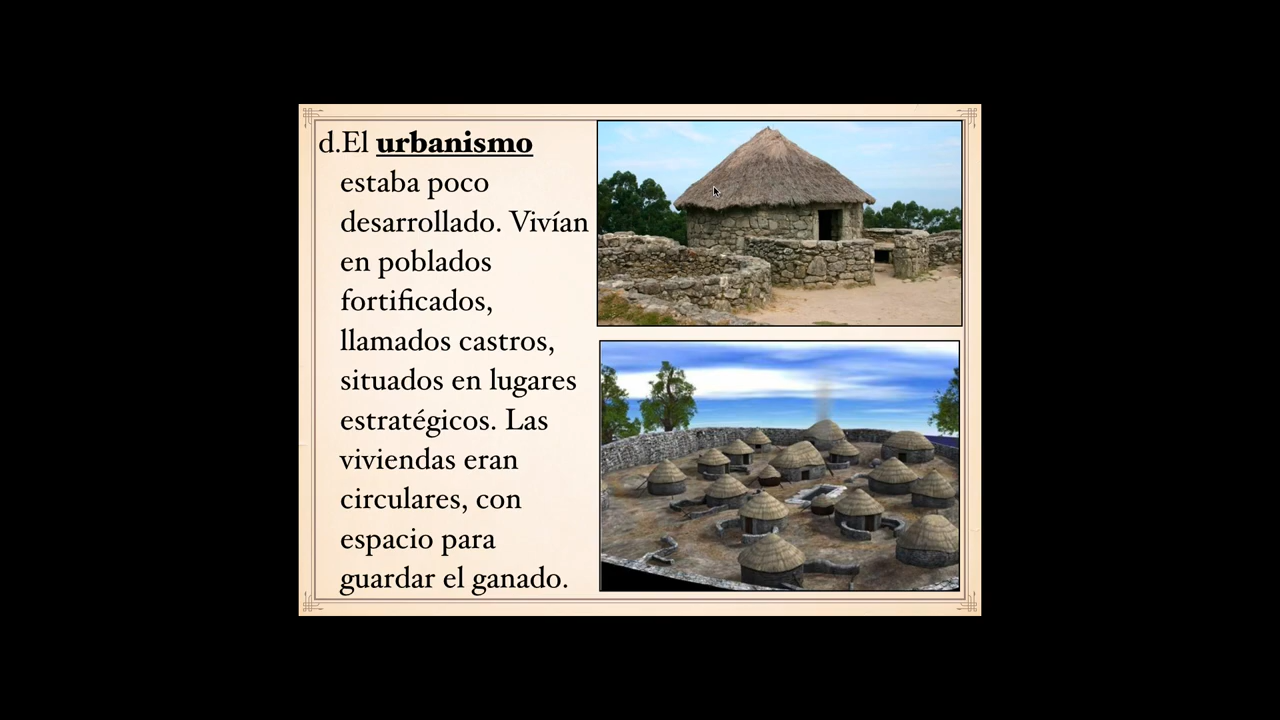 d.El urbanismo
estaba poco
desarrollado. Vivían
en poblados
fortificados,
llamados castros,
situados en lugares
estratégicos. Las
viviendas eran
circulares, con
espacio para
guardar el ganado.